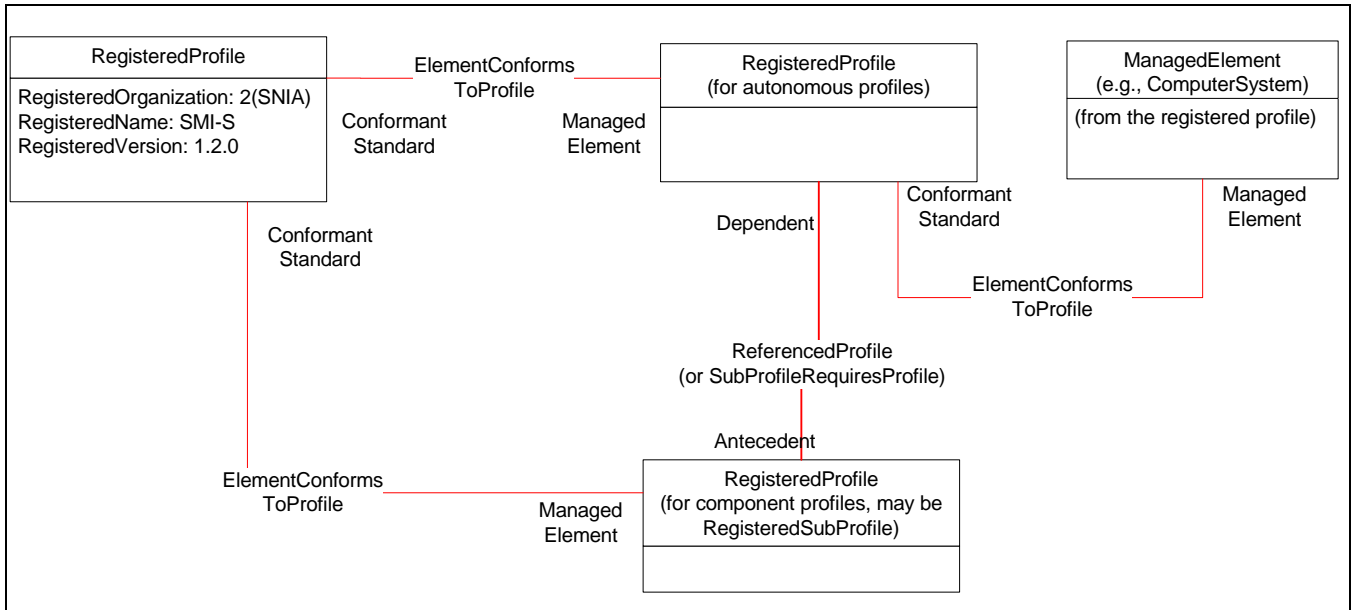 RegisteredProfile
RegisteredOrganization: 2(SNIA)
RegisteredName: SMI-S
RegisteredVersion: 1.2.0
ElementConforms
ToProfile
Conformant
Standard
Managed
Element
RegisteredProfile
(for autonomous profiles)
ManagedElement
(e.g., ComputerSystem)
(from the registered profile)
Conformant
Standard
Dependent
Conformant
Standard
Managed
Element
ElementConforms
ToProfile
ReferencedProfile
(or SubProfileRequiresProfile)
Antecedent
ElementConforms
ToProfile
Managed
Element
RegisteredProfile
(for component profiles, may be
RegisteredSubProfile)